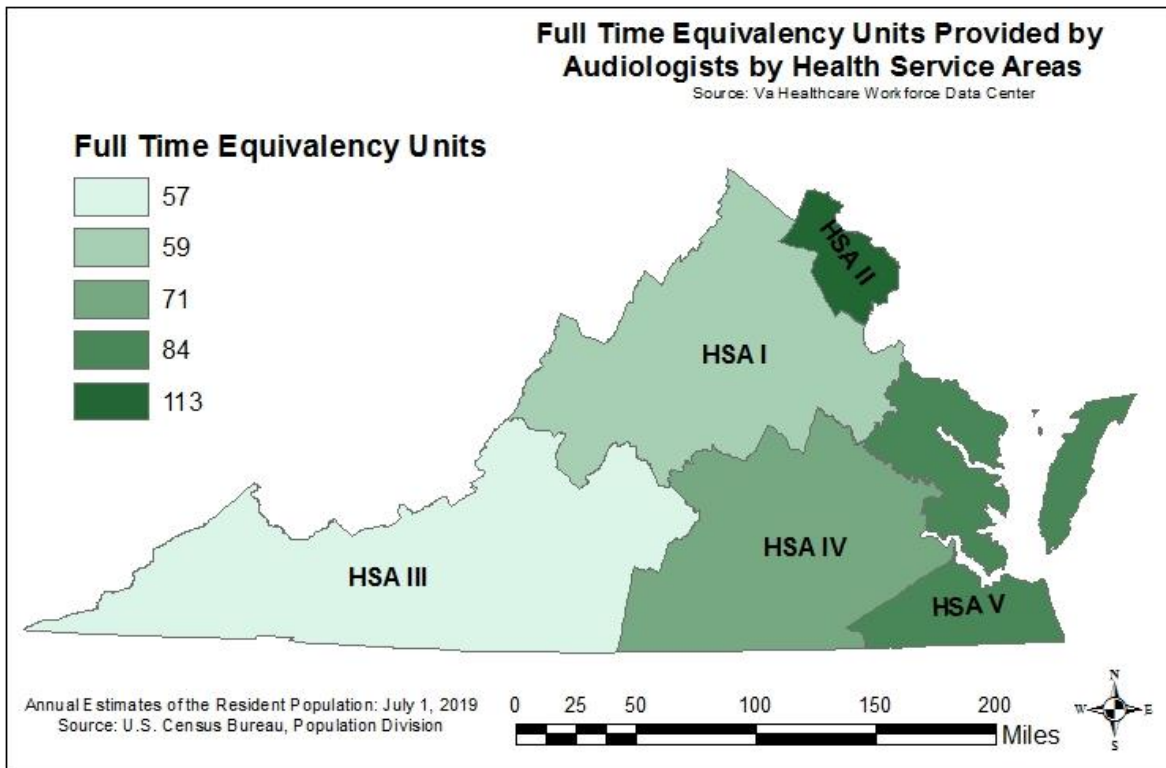 Full Time Equivalency Units Provided by
Audiologists by Health Service Areas
Source: Va Healthcare Workforce Data Center
Full Time Equivalency Units
57
59
71
84
113
HSA II
HSA I
HSA IV
HSA III
HSA V
Annual Estimates of the Resident Population: July 1, 2019
Source: U.S. Census Bureau, Population Division
0 25 50 100 150 200
Miles
N
W E
S